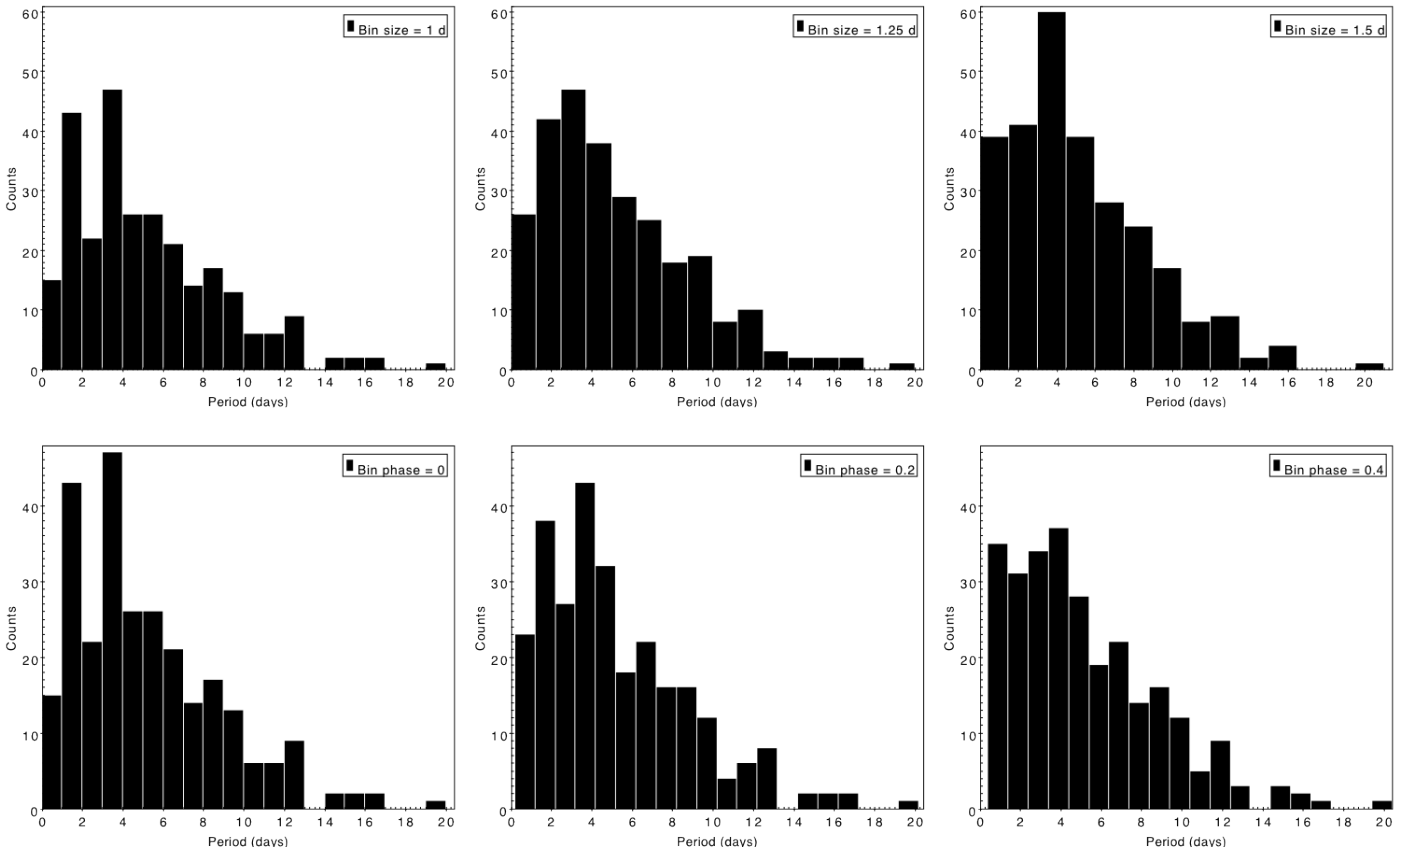 Bin size = 1 d
60
50
40
30
20
10
0
Counts
0 2 4 6 8 10 12 14 16 18 20
Period (days)
Bin size = 1.25 d
60
50
40
30
20
10
0
Counts
0 2 4 6 8 10 12 14 16 18 20
Period (days)
Bin size = 1.5 d
60
50
40
30
20
10
0
Counts
0 2 4 6 8 10 12 14 16 18 20
Period (days)
Bin phase = 0
40
30
20
10
0
Counts
0 2 4 6 8 10 12 14 16 18 20
Period (days)
Bin phase = 0.2
40
30
20
10
0
Counts
0 2 4 6 8 10 12 14 16 18 20
Period (days)
Bin phase = 0.4
40
30
20
10
0
Counts
0 2 4 6 8 10 12 14 16 18 20
Period (days)